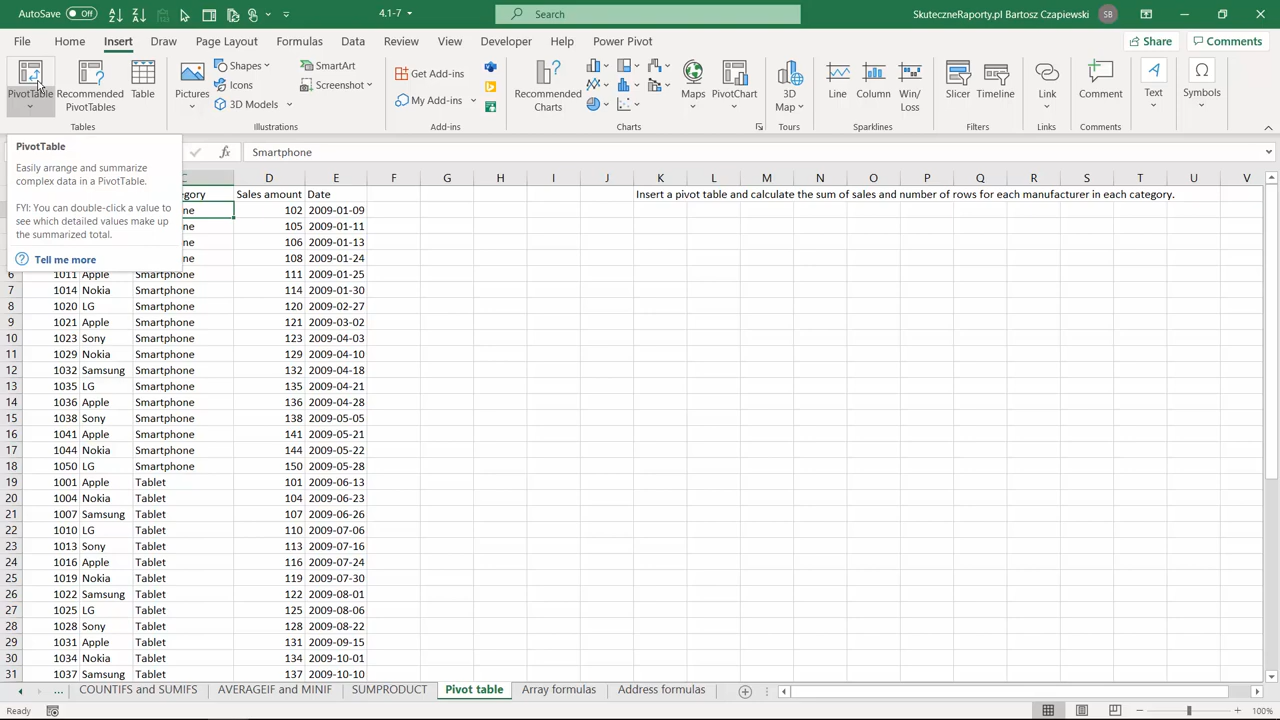 AutoSave Off 4.1-7 Search SkuteczneRaporty.pl Bartosz Czapiewski SB
File Home Insert Draw Page Layout Formulas Data Review View Developer Help Power Pivot Share Comments
PivotTable Recommended PivotTables Table Pictures Shapes Icons 3D Models SmartArt Screenshot Get Add-ins My Add-ins Recommended Charts Maps PivotChart 3D Map Line Column Win/Loss Slicer Timeline Link Comment Text Symbols
Tables Illustrations Add-ins Charts Tours Sparklines Filters Links Comments
fx Smartphone
PivotTable
Easily arrange and summarize
complex data in a PivotTable.
FYI: You can double-click a value to
see which detailed values make up
the summarized total.
Tell me more
C D E F G H I J K L M N O P Q R S T U V
Sales amount Date Insert a pivot table and calculate the sum of sales and number of rows for each manufacturer in each category.
102 2009-01-09
105 2009-01-11
106 2009-01-13
108 2009-01-24
6 1011 Apple Smartphone 111 2009-01-25
7 1014 Nokia Smartphone 114 2009-01-30
8 1020 LG Smartphone 120 2009-02-27
9 1021 Apple Smartphone 121 2009-03-02
10 1023 Sony Smartphone 123 2009-04-03
11 1029 Nokia Smartphone 129 2009-04-10
12 1032 Samsung Smartphone 132 2009-04-18
13 1035 LG Smartphone 135 2009-04-21
14 1036 Apple Smartphone 136 2009-04-28
15 1038 Sony Smartphone 138 2009-05-05
16 1041 Apple Smartphone 141 2009-05-21
17 1044 Nokia Smartphone 144 2009-05-22
18 1050 LG Smartphone 150 2009-05-28
19 1001 Apple Tablet 101 2009-06-13
20 1004 Nokia Tablet 104 2009-06-23
21 1007 Samsung Tablet 107 2009-06-26
22 1010 LG Tablet 110 2009-07-06
23 1013 Sony Tablet 113 2009-07-16
24 1016 Apple Tablet 116 2009-07-24
25 1019 Nokia Tablet 119 2009-07-30
26 1022 Samsung Tablet 122 2009-08-01
27 1025 LG Tablet 125 2009-08-06
28 1028 Sony Tablet 128 2009-08-22
29 1031 Apple Tablet 131 2009-09-15
30 1034 Nokia Tablet 134 2009-10-01
31 1037 Samsung Tablet 137 2009-10-10
... COUNTIFS and SUMIFS AVERAGEIF and MINIF SUMPRODUCT Pivot table Array formulas Address formulas
Ready 100%